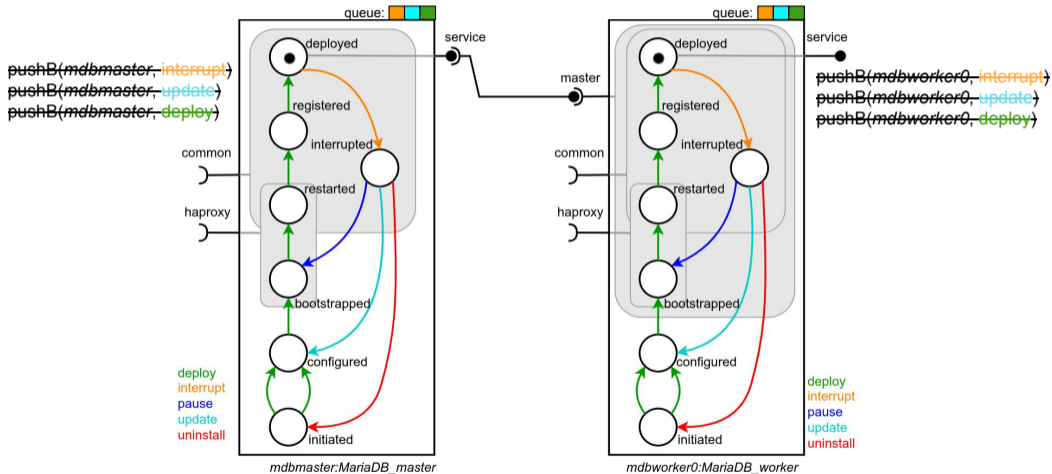 queue:
deployed
registered
interrupted
restarted
bootstrapped
configured
initiated
service
common
haproxy
pushB(mdbmaster, interrupt)
pushB(mdbmaster, update)
pushB(mdbmaster, deploy)
deploy
interrupt
pause
update
uninstall
mdbmaster:MariaDB_master
queue:
deployed
registered
interrupted
restarted
bootstrapped
configured
initiated
service
master
common
haproxy
pushB(mdbworker0, interrupt)
pushB(mdbworker0, update)
pushB(mdbworker0, deploy)
deploy
interrupt
pause
update
uninstall
mdbworker0:MariaDB_worker